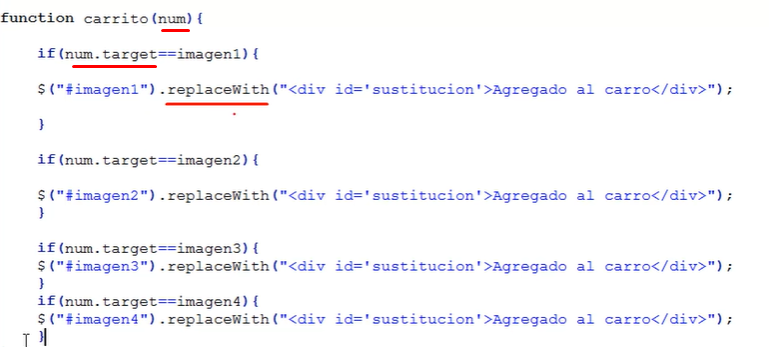 function carrito(num){
if(num.target==imagen1){
$("#imagen1").replaceWith("<div id='sustitucion'>Agregado al carro</div>");
}
if(num.target==imagen2){
$("#imagen2").replaceWith("<div id='sustitucion'>Agregado al carro</div>");
}
if(num.target==imagen3){
$("#imagen3").replaceWith("<div id='sustitucion'>Agregado al carro</div>");
}
if(num.target==imagen4){
$("#imagen4").replaceWith("<div id='sustitucion'>Agregado al carro</div>");
}